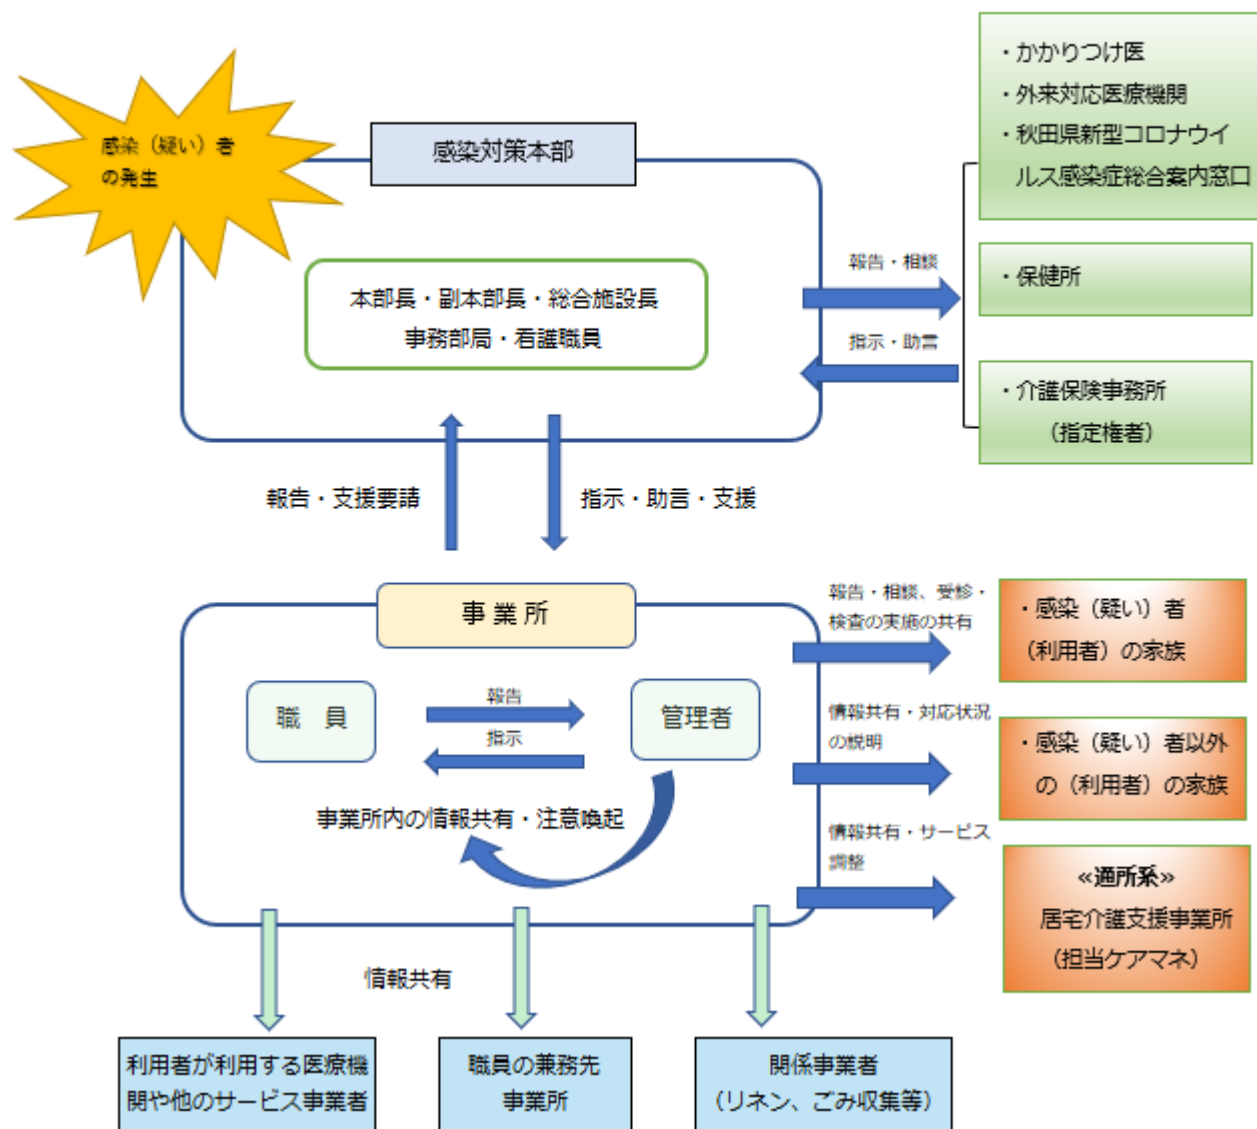 感染（疑い）者
の発生
感染対策本部
本部長・副本部長・総合施設長
事務部局・看護職員
・かかりつけ医
・外来対応医療機関
・秋田県新型コロナウイ
ルス感染症総合案内窓口
報告・相談
・保健所
指示・助言
・介護保険事務所
（指定権者）
報告・支援要請
指示・助言・支援
事業所
職　員
報告
指示
管理者
事業所内の情報共有・注意喚起
報告・相談、受診・
検査の実施の共有
・感染（疑い）者
（利用者）の家族
情報共有・対応状況
の説明
・感染（疑い）者以外
の（利用者）の家族
情報共有・サービス
調整
≪通所系≫
居宅介護支援事業所
（担当ケアマネ）
情報共有
利用者が利用する医療機
関や他のサービス事業者
職員の兼務先
事業所
関係事業者
（リネン、ごみ収集等）